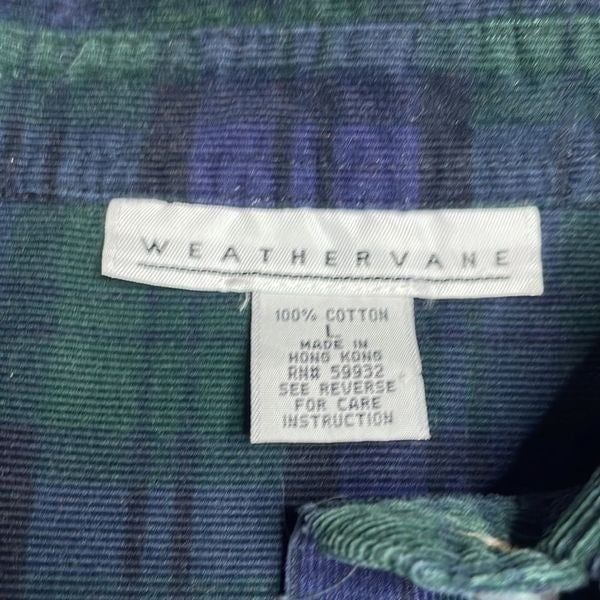 WEATHERVANE
100% COTTON
L
MADE IN
HONG KONG
RN# 59932
SEE REVERSE
FOR CARE
INSTRUCTION